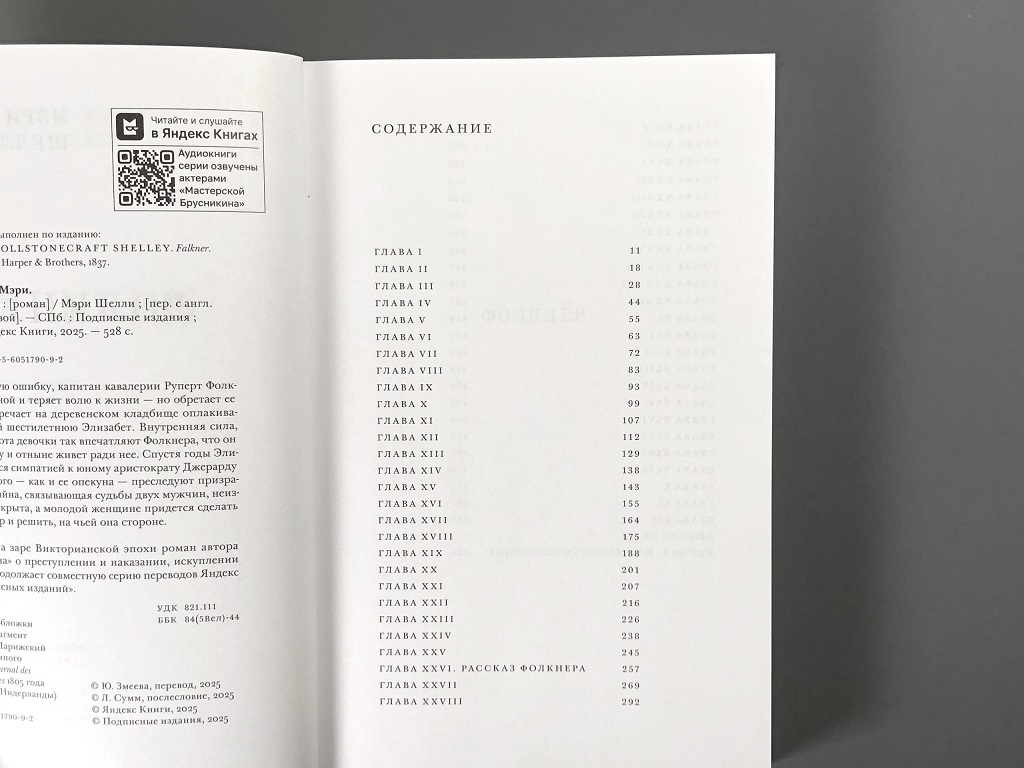 Читайте и слушайте
в Яндекс Книгах
Аудиокниги
серии озвучены
актерами
«Мастерской
Брусникина»
ыполнен по изданию:
OLLSTONECRAFT SHELLEY. Falkner.
Harper & Brothers, 1837.
Мэри.
: [роман] / Мэри Шелли ; [пер. с англ.
вой]. — СПб. : Подписные издания ;
екс Книги, 2025. — 528 с.
-5-6051790-9-2
ую ошибку, капитан кавалерии Руперт Фолк-
ной и теряет волю к жизни — но обретает ее
речает на деревенском кладбище оплакива-
й шестилетнюю Элизабет. Внутренняя сила,
ота девочки так впечатляют Фолкнера, что он
у и отныне живет ради нее. Спустя годы Эли-
ся симпатией к юному аристократу Джерарду
ого — как и ее опекуна — преследуют призра-
айна, связывающая судьбы двух мужчин, неиз-
крыта, а молодой женщине придется сделать
р и решить, на чьей она стороне.
а заре Викторианской эпохи роман автора
на» о преступлении и наказании, искуплении
одолжает совместную серию переводов Яндекс
сных изданий».
УДК 821.111
ББК 84(5Вел)-44
бложки
агмент
Парижский
нного
urnal des
es 1805 года
(Нидерланды)
1790-9-2
© Ю. Змеева, перевод, 2025
© Л. Сумм, послесловие, 2025
© Яндекс Книги, 2025
© Подписные издания, 2025
СОДЕРЖАНИЕ
ГЛАВА I 11
ГЛАВА II 18
ГЛАВА III 28
ГЛАВА IV 44
ГЛАВА V 55
ГЛАВА VI 63
ГЛАВА VII 72
ГЛАВА VIII 83
ГЛАВА IX 93
ГЛАВА X 99
ГЛАВА XI 107
ГЛАВА XII 112
ГЛАВА XIII 129
ГЛАВА XIV 138
ГЛАВА XV 143
ГЛАВА XVI 155
ГЛАВА XVII 164
ГЛАВА XVIII 175
ГЛАВА XIX 188
ГЛАВА XX 201
ГЛАВА XXI 207
ГЛАВА XXII 216
ГЛАВА XXIII 226
ГЛАВА XXIV 238
ГЛАВА XXV 245
ГЛАВА XXVI. РАССКАЗ ФОЛКНЕРА 257
ГЛАВА XXVII 269
ГЛАВА XXVIII 292